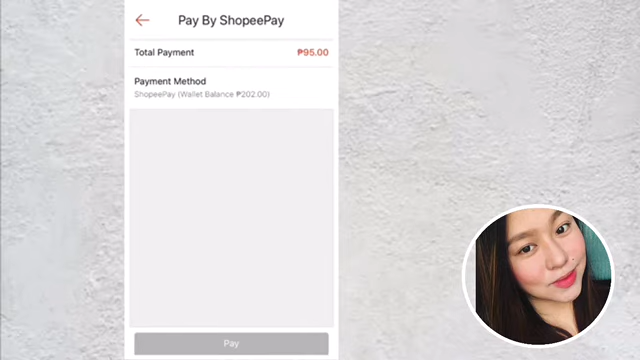 Pay By ShopeePay
Total Payment ₱95.00
Payment Method
ShopeePay (Wallet Balance ₱202.00)
Pay